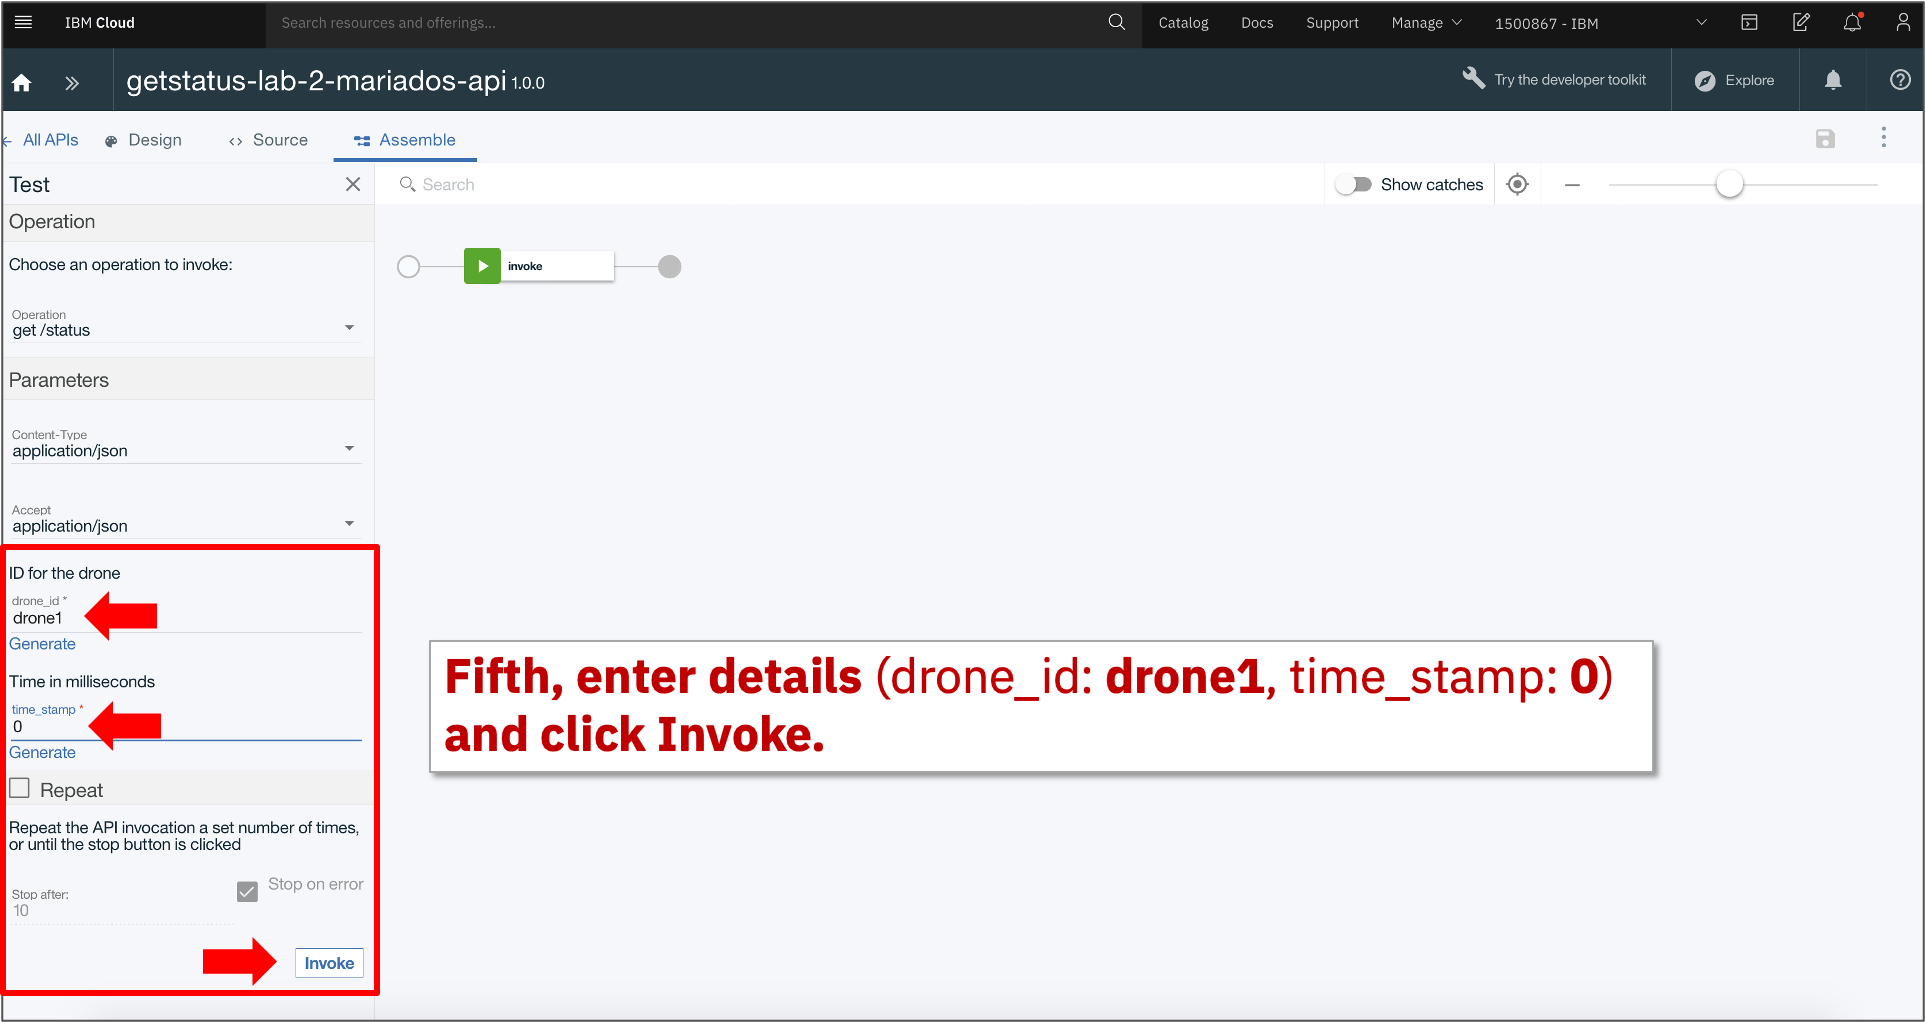 IBM Cloud
Search resources and offerings...
Catalog
Docs
Support
Manage
1500867 - IBM
getstatus-lab-2-mariados-api 1.0.0
Try the developer toolkit
Explore
All APIs
Design
Source
Assemble
Test
Search
Show catches
Operation
Choose an operation to invoke:
invoke
Operation
get /status
Parameters
Content-Type
application/json
Accept
application/json
ID for the drone
drone_id *
drone1
Generate
Time in milliseconds
time_stamp *
0
Generate
Fifth, enter details (drone_id: drone1, time_stamp: 0)
and click Invoke.
Repeat
Repeat the API invocation a set number of times,
or until the stop button is clicked
Stop after:
10
Stop on error
Invoke